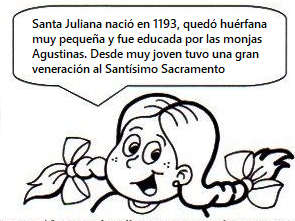 Santa Juliana nació en 1193, quedó huérfana
muy pequeña y fue educada por las monjas
Agustinas. Desde muy joven tuvo una gran
veneración al Santísimo Sacramento